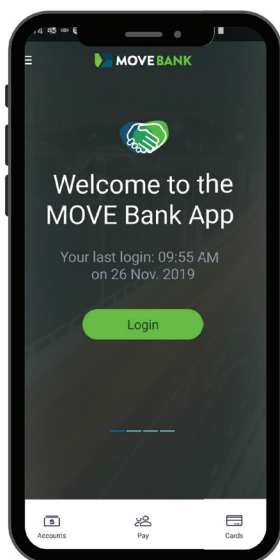 MOVE BANK
Welcome to the
MOVE Bank App
Your last login: 09:55 AM
on 26 Nov. 2019
Login
Accounts
Pay
Cards